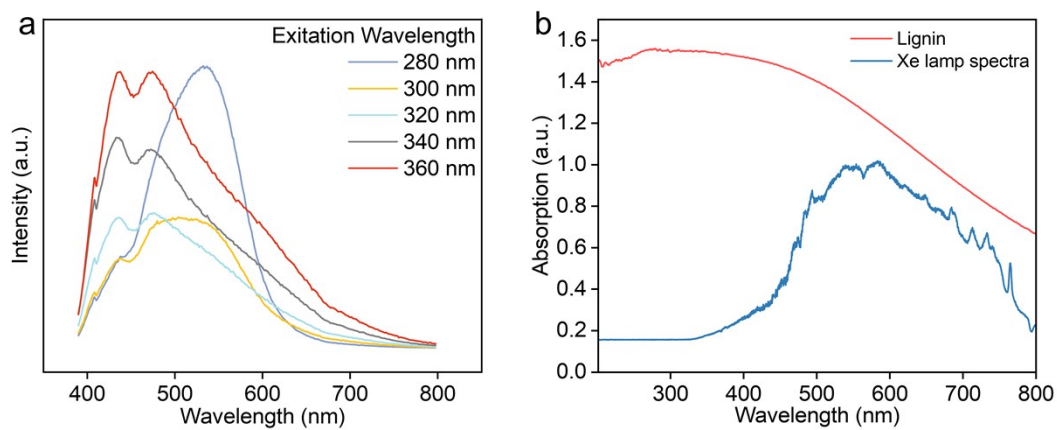 a
Exitation Wavelength
280 nm
300 nm
320 nm
340 nm
360 nm
Intensity (a.u.)
400 500 600 700 800
Wavelength (nm)
b
Lignin
Xe lamp spectra
1.6
1.4
1.2
1.0
0.8
0.6
0.4
0.2
0.0
Absorption (a.u.)
300 400 500 600 700 800
Wavelength (nm)